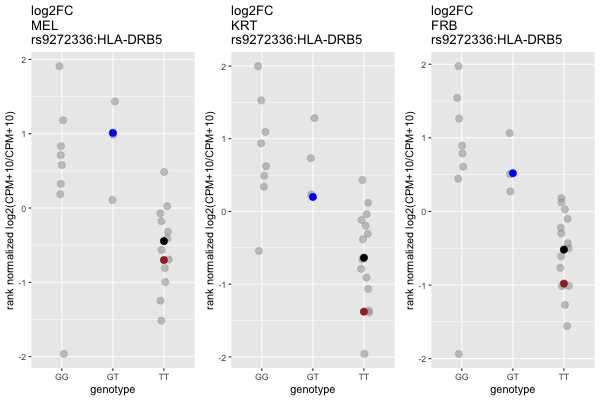 log2FC
MEL
rs9272336:HLA-DRB5
rank normalized log2(CPM+10/CPM+10)
2
1
0
-1
-2
GG GT TT
genotype
log2FC
KRT
rs9272336:HLA-DRB5
rank normalized log2(CPM+10/CPM+10)
2
1
0
-1
-2
GG GT TT
genotype
log2FC
FRB
rs9272336:HLA-DRB5
rank normalized log2(CPM+10/CPM+10)
2
1
0
-1
-2
GG GT TT
genotype